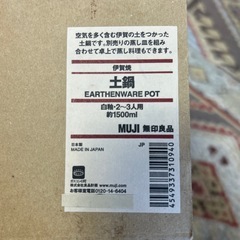 空気を多く含む伊賀の土をつかった
土鍋です。別売りの蒸し皿を組み
合わせて卓上で蒸し料理もできます。
伊賀焼
土鍋
EARTHENWARE POT
白釉・2～3人用
約1500ml
MUJI 無印良品
日本製
MADE IN JAPAN
JP
株式会社良品計画 www.muji.com
お客様室電話0120-14-6404
4549337310940